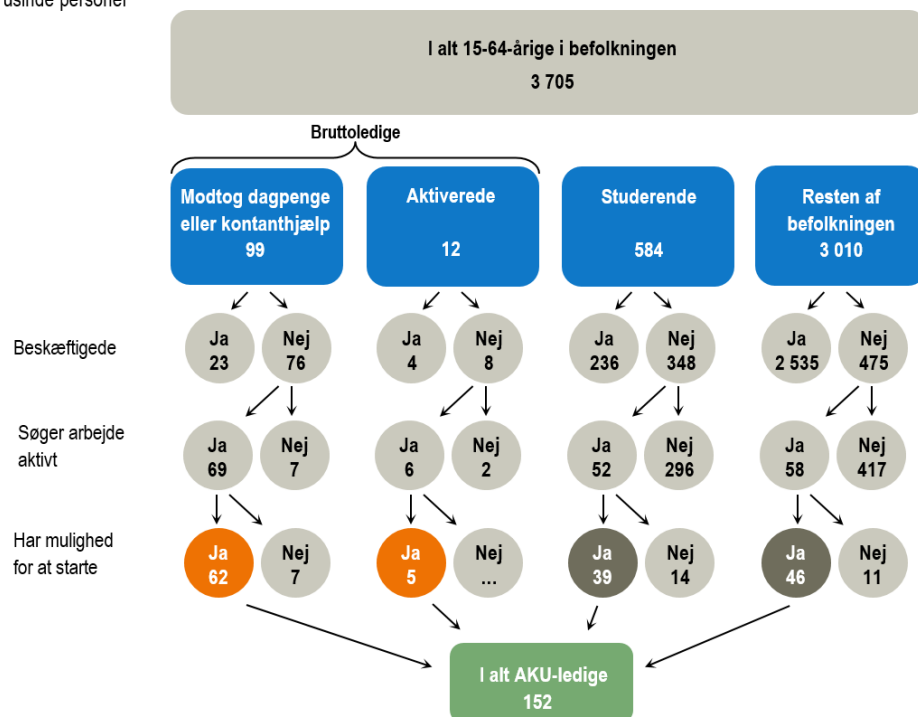 personer
I alt 15-64-årige i befolkningen
3 705
Bruttoledige
Modtog dagpenge
eller kontanthjælp
99
Aktiverede
12
Studerende
584
Resten af
befolkningen
3 010
Beskæftigede
Ja
23
Nej
76
Ja
4
Nej
8
Ja
236
Nej
348
Ja
2 535
Nej
475
Søger arbejde
aktivt
Ja
69
Nej
7
Ja
6
Nej
2
Ja
52
Nej
296
Ja
58
Nej
417
Har mulighed
for at starte
Ja
62
Nej
7
Ja
5
Nej
...
Ja
39
Nej
14
Ja
46
Nej
11
I alt AKU-ledige
152